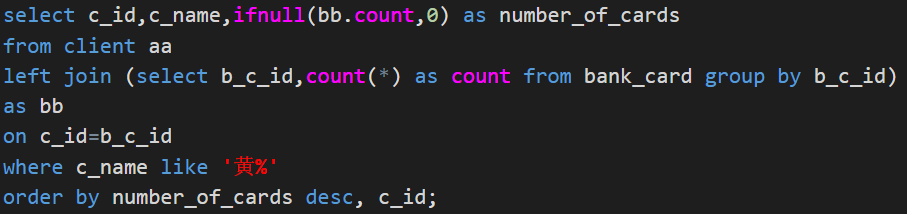 select c_id,c_name,ifnull(bb.count,0) as number_of_cards
from client aa
left join (select b_c_id,count(*) as count from bank_card group by b_c_id)
as bb
on c_id=b_c_id
where c_name like '黄%'
order by number_of_cards desc, c_id;